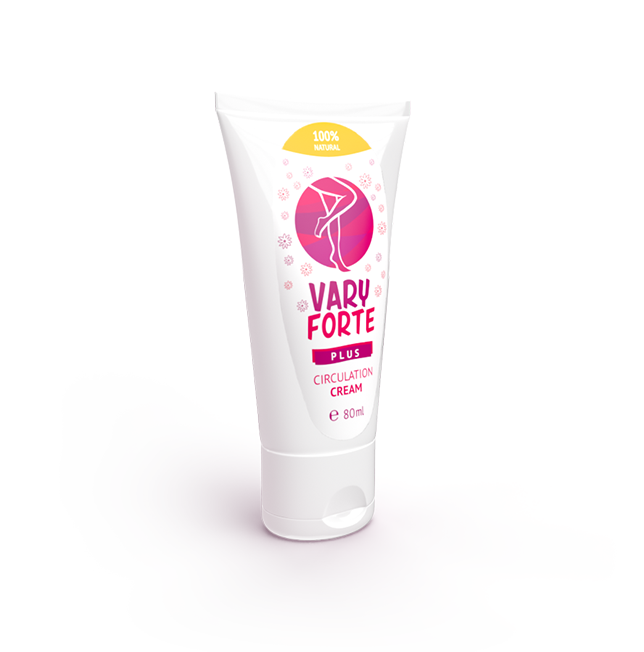 100%
NATURAL
VARY
FORTE
PLUS
CIRCULATION
CREAM
℮ 80ml